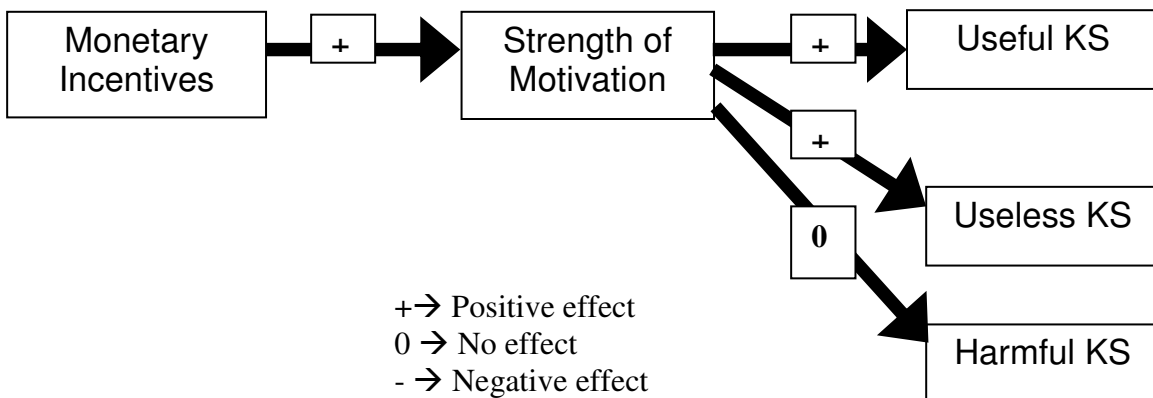 Monetary
Incentives
+
Strength of
Motivation
+
Useful KS
+
Useless KS
0
Harmful KS
+→ Positive effect
0 → No effect
- → Negative effect